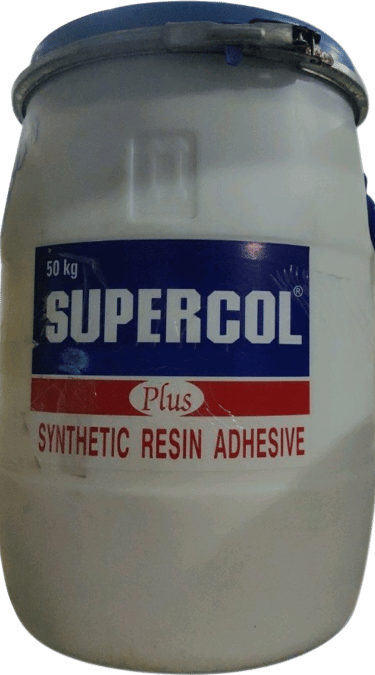 50 kg
SUPERCOL®
Plus
SYNTHETIC RESIN ADHESIVE